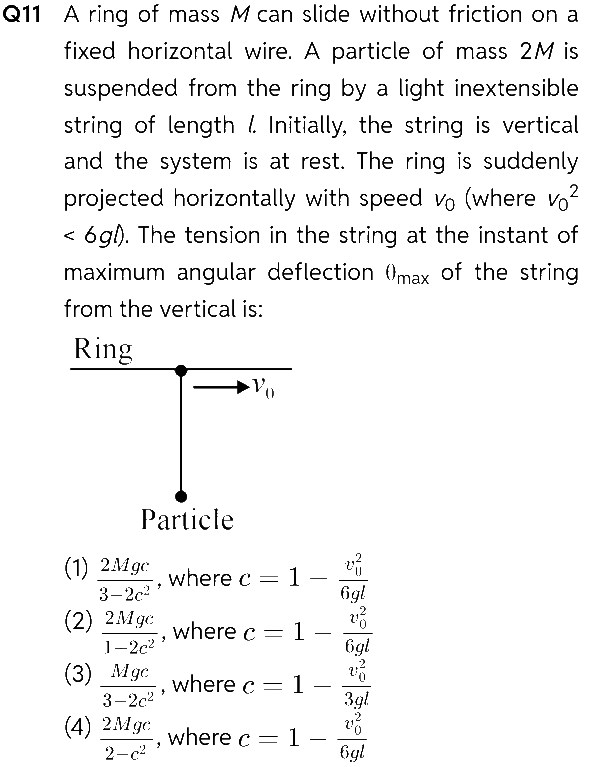 Q11 A ring of mass M can slide without friction on a
fixed horizontal wire. A particle of mass 2M is
suspended from the ring by a light inextensible
string of length l. Initially, the string is vertical
and the system is at rest. The ring is suddenly
projected horizontally with speed v₀ (where v₀²
< 6gl). The tension in the string at the instant of
maximum angular deflection θmax of the string
from the vertical is:
Ring
v₀
Particle
(1) 2Mgc/(3−2c²), where c = 1 − v₀²/(6gl)
(2) 2Mgc/(1−2c²), where c = 1 − v₀²/(6gl)
(3) Mgc/(3−2c²), where c = 1 − v₀²/(3gl)
(4) 2Mgc/(2−c²), where c = 1 − v₀²/(6gl)